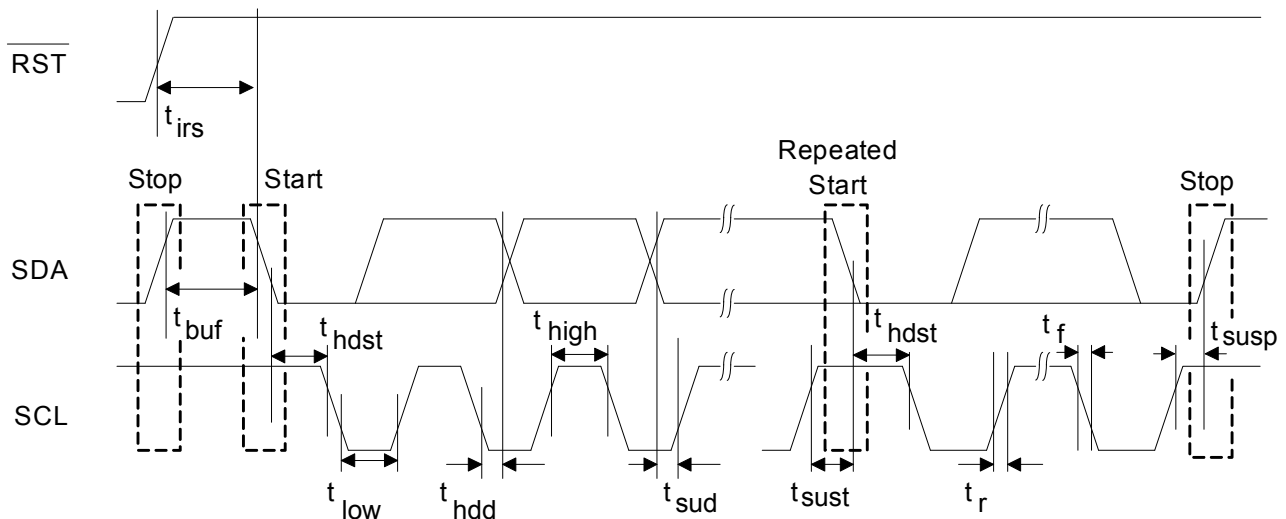 RST
t irs
Repeated
Stop Start Start Stop
SDA
t buf t hdst t high t hdst t f t susp
SCL
t low t hdd t sud t sust t r